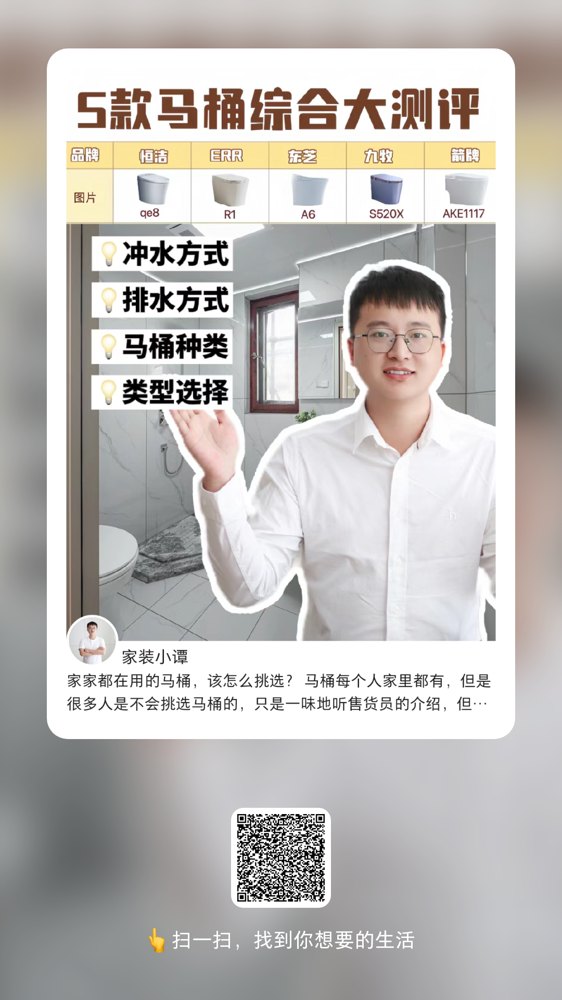 5款马桶综合大测评
品牌 恒洁 ERR 东芝 九牧 箭牌
图片 qe8 R1 A6 S520X AKE1117
💡冲水方式
💡排水方式
💡马桶种类
💡类型选择
家装小谭
家家都在用的马桶，该怎么挑选？ 马桶每个人家里都有，但是
很多人是不会挑选马桶的，只是一味地听售货员的介绍，但…
👆扫一扫，找到你想要的生活